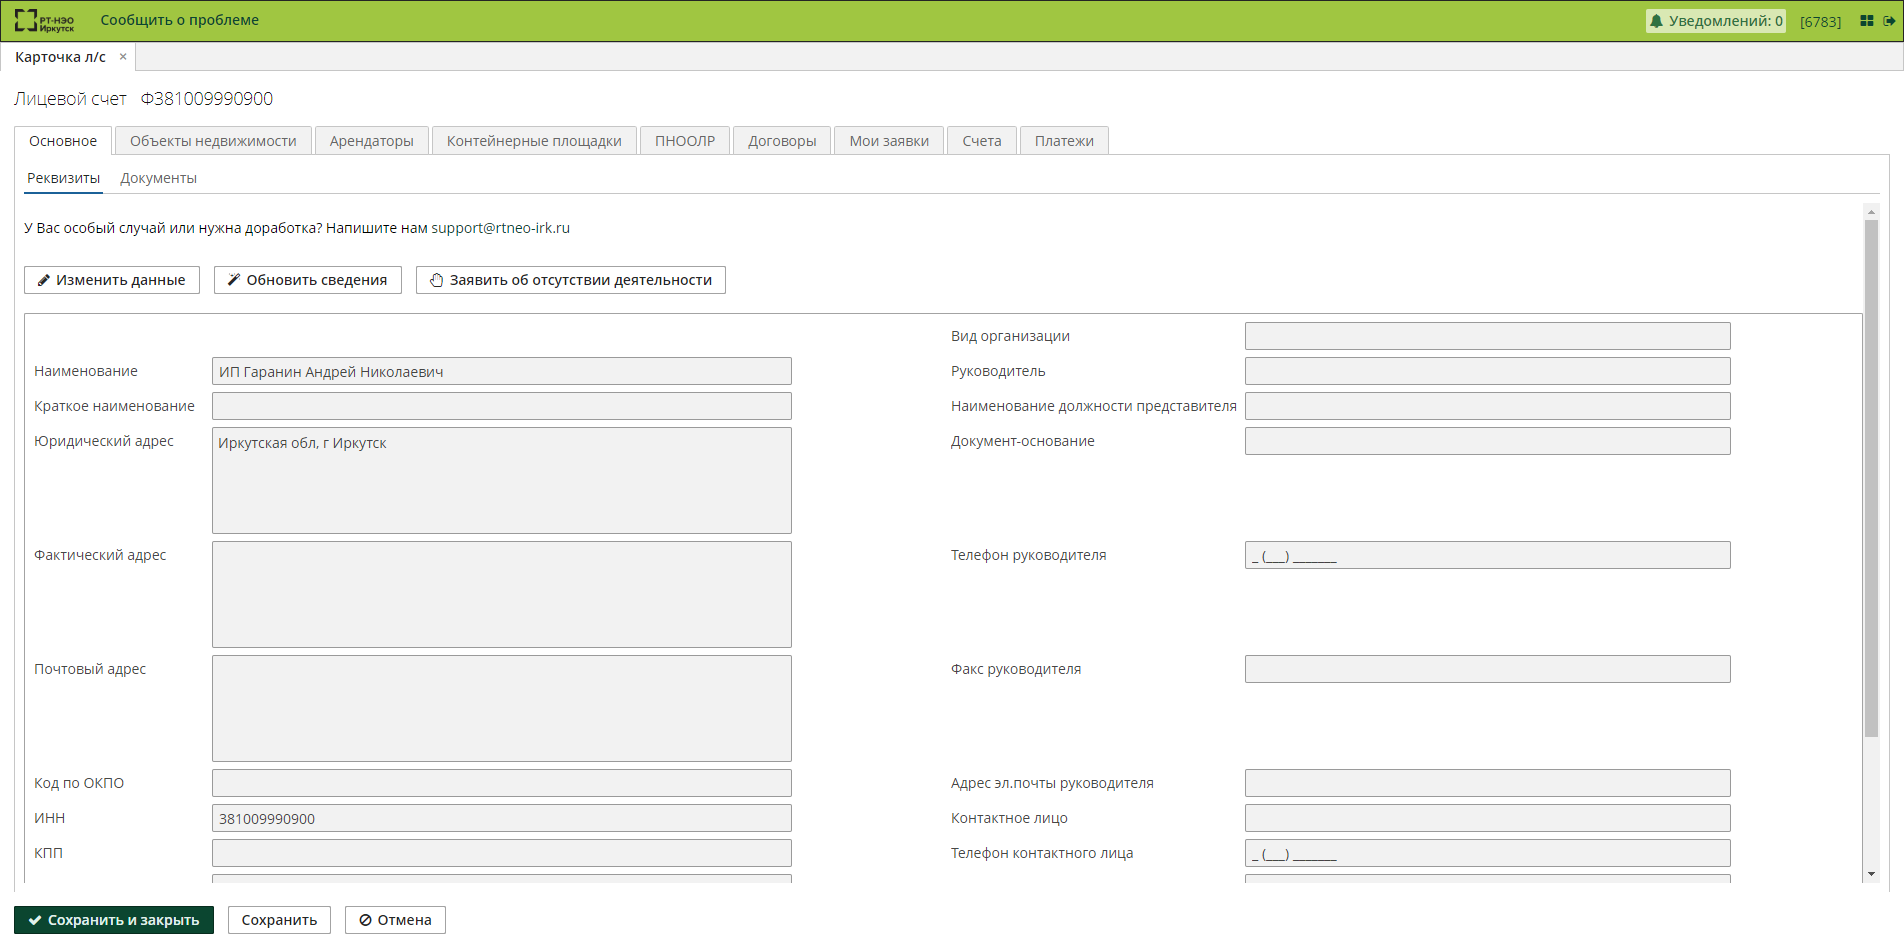 РТ-НЭО
Иркутск
Сообщить о проблеме
Уведомлений: 0
[6783]
Карточка л/с ×
Лицевой счет Ф381009990900
Основное
Объекты недвижимости
Арендаторы
Контейнерные площадки
ПНООЛР
Договоры
Мои заявки
Счета
Платежи
Реквизиты
Документы
У Вас особый случай или нужна доработка? Напишите нам support@rtneo-irk.ru
Изменить данные
Обновить сведения
Заявить об отсутствии деятельности
Вид организации
Наименование ИП Гаранин Андрей Николаевич
Руководитель
Краткое наименование
Наименование должности представителя
Юридический адрес Иркутская обл, г Иркутск
Документ-основание
Фактический адрес
Телефон руководителя _ (___) _______
Почтовый адрес
Факс руководителя
Код по ОКПО
Адрес эл.почты руководителя
ИНН 381009990900
Контактное лицо
КПП
Телефон контактного лица _ (___) _______
Сохранить и закрыть
Сохранить
Отмена